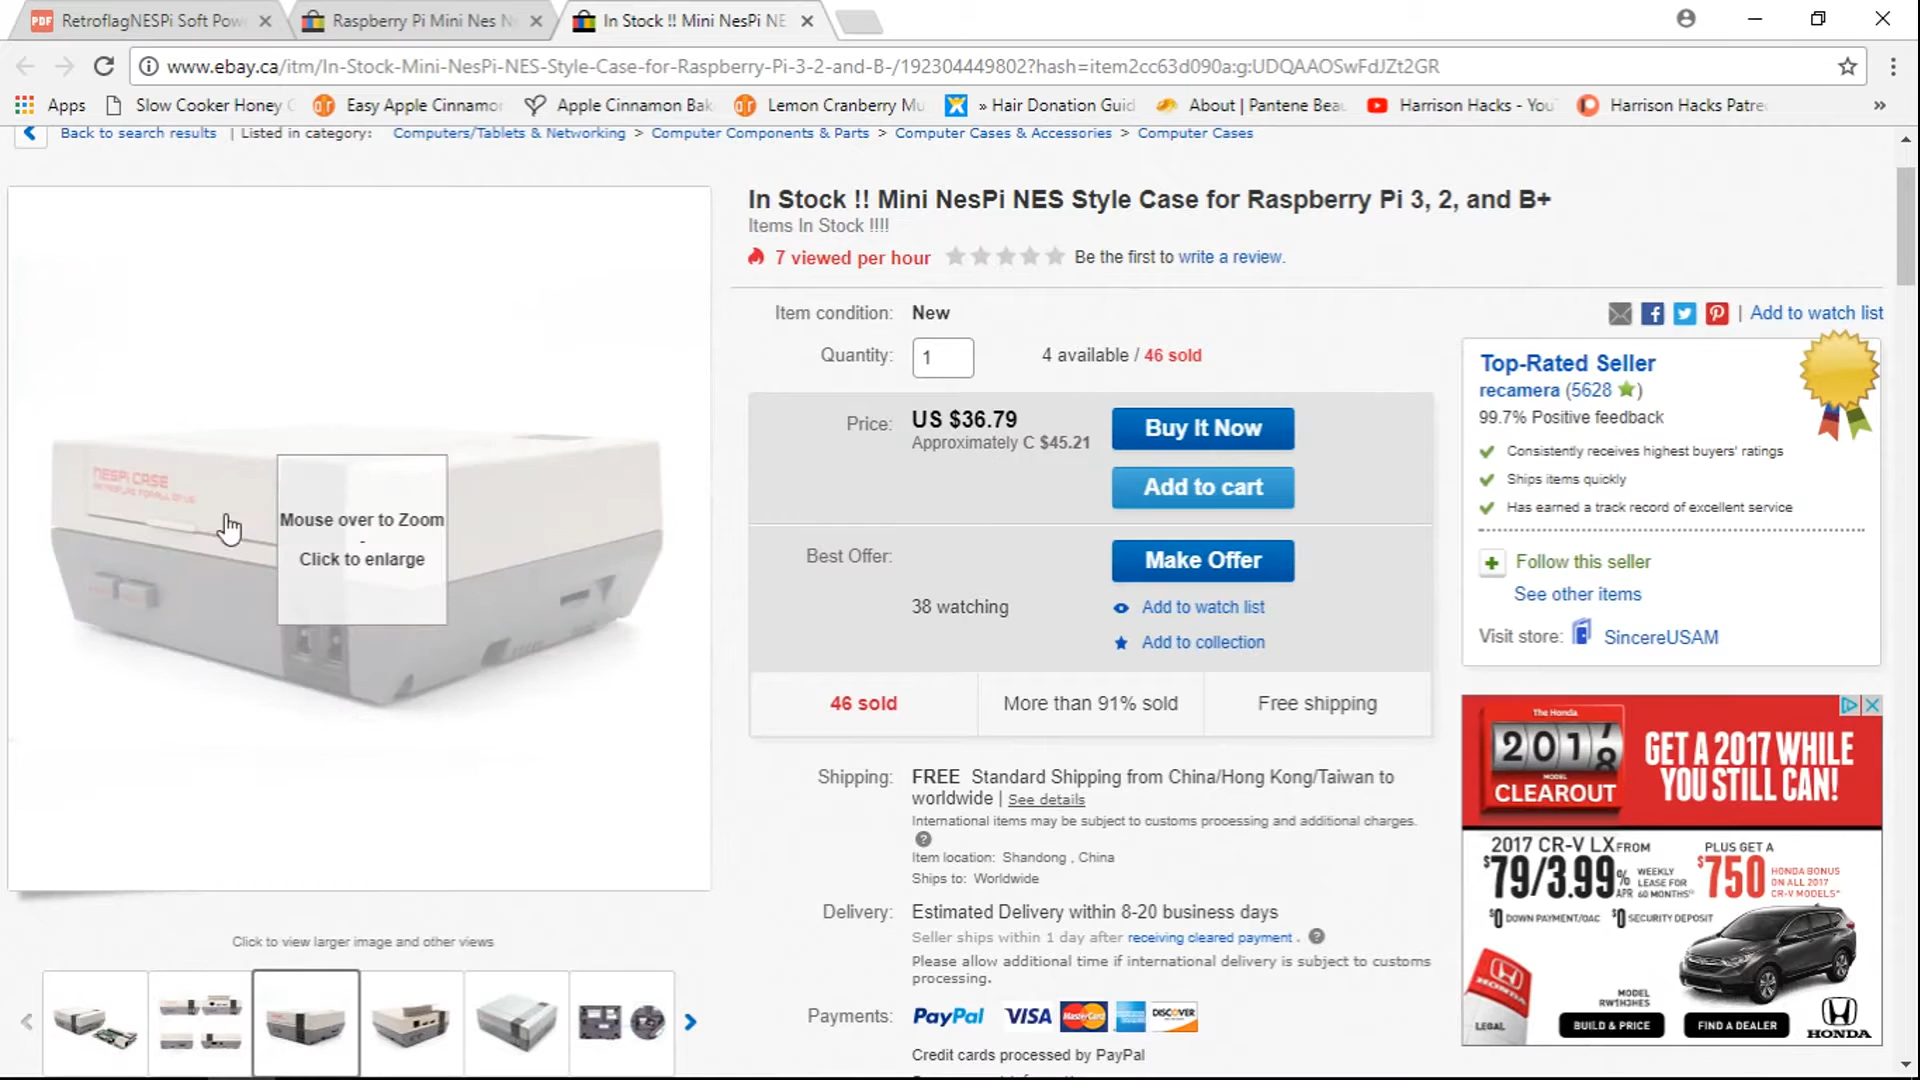 PDF RetroflagNESPi Soft Pow
Raspberry Pi Mini Nes N
In Stock !! Mini NesPi NE
www.ebay.ca/itm/In-Stock-Mini-NesPi-NES-Style-Case-for-Raspberry-Pi-3-2-and-B-/192304449802?hash=item2cc63d090a:g:UDQAAOSwFdJZt2GR
Apps Slow Cooker Honey Easy Apple Cinnamon Apple Cinnamon Bak Lemon Cranberry Mu » Hair Donation Guid About | Pantene Beau Harrison Hacks - You Harrison Hacks Patre »
Back to search results | Listed in category: Computers/Tablets & Networking > Computer Components & Parts > Computer Cases & Accessories > Computer Cases
In Stock !! Mini NesPi NES Style Case for Raspberry Pi 3, 2, and B+
Items In Stock !!!!
7 viewed per hour Be the first to write a review.
Item condition: New
| Add to watch list
Quantity: 1 4 available / 46 sold
Price: US $36.79 Buy It Now
Approximately C $45.21
Add to cart
Best Offer: Make Offer
38 watching Add to watch list
Add to collection
46 sold More than 91% sold Free shipping
Shipping: FREE Standard Shipping from China/Hong Kong/Taiwan to
worldwide | See details
International items may be subject to customs processing and additional charges.
?
Item location: Shandong , China
Ships to: Worldwide
Delivery: Estimated Delivery within 8-20 business days
Seller ships within 1 day after receiving cleared payment . ?
Please allow additional time if international delivery is subject to customs
processing.
Payments: PayPal VISA MasterCard DISCOVER
Credit cards processed by PayPal
Top-Rated Seller
recamera (5628 )
99.7% Positive feedback
Consistently receives highest buyers' ratings
Ships items quickly
Has earned a track record of excellent service
+ Follow this seller
See other items
Visit store: SincereUSAM
NESPi CASE
RETROFLAG FOR ALL OF US
Mouse over to Zoom
-
Click to enlarge
Click to view larger image and other views
The Honda
2018
MODEL
CLEAROUT
GET A 2017 WHILE
YOU STILL CAN!
2017 CR-V LX FROM
$79/3.99% APR
WEEKLY
LEASE FOR
60 MONTHS
PLUS GET A
$750
HONDA BONUS
ON ALL 2017
CR-V MODELS*
$0 DOWN PAYMENT/OAC $0 SECURITY DEPOSIT
MODEL
RW1H3HES
LEGAL BUILD & PRICE FIND A DEALER HONDA